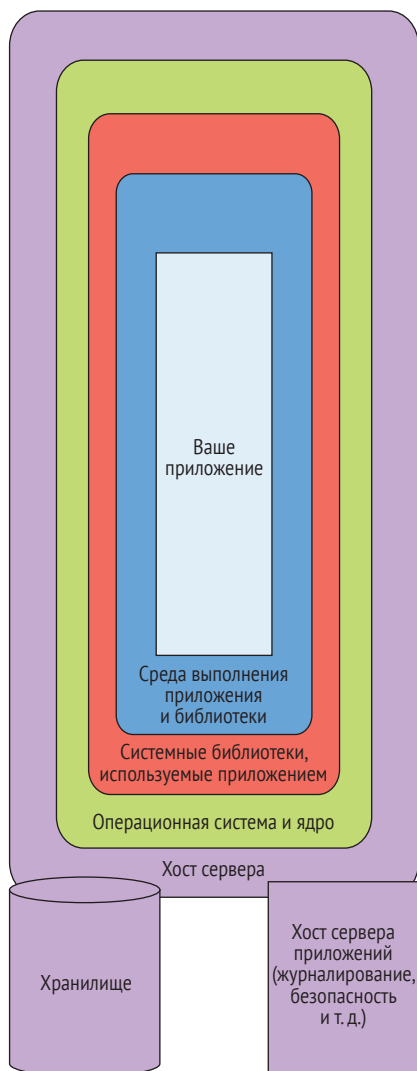 Ваше
приложение
Среда выполнения
приложения
и библиотеки
Системные библиотеки,
используемые приложением
Операционная система и ядро
Хост сервера
Хранилище
Хост сервера
приложений
(журналирование,
безопасность
и т. д.)